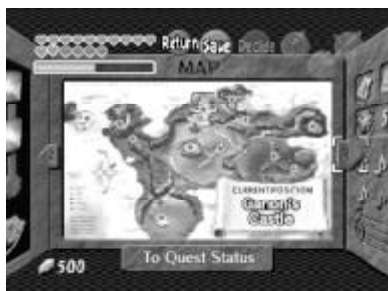 Return Save Decide
MAP
CURRENT POSITION
Ganon's
Castle
To Quest Status
500